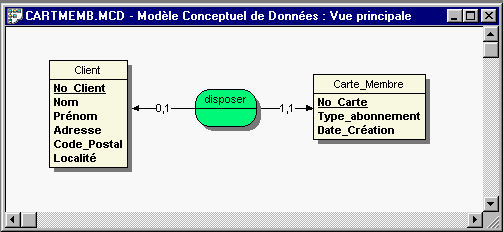 CARTMEMB.MCD - Modèle Conceptuel de Données : Vue principale
Client
No_Client
Nom
Prénom
Adresse
Code_Postal
Localité
0,1
disposer
1,1
Carte_Membre
No_Carte
Type_abonnement
Date_Création